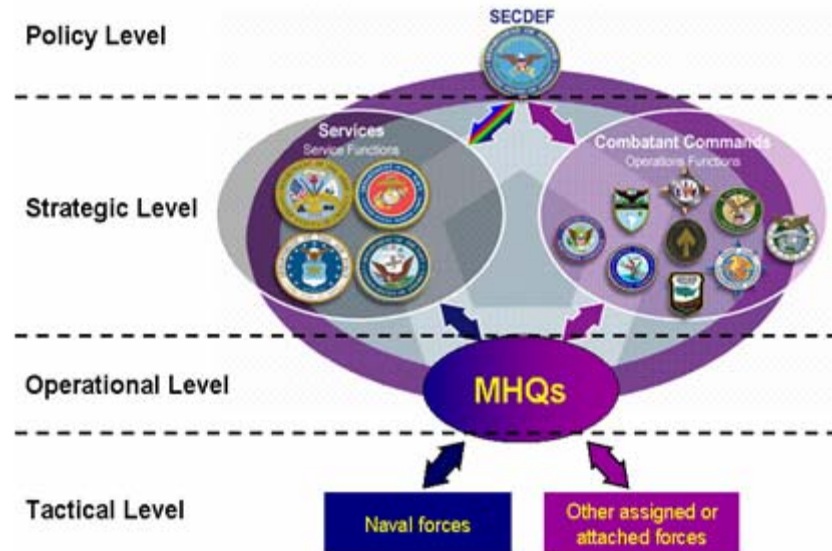 Policy Level
SECDEF
Services
Service Functions
Combatant Commands
Operations Functions
Strategic Level
Operational Level
MHQs
Tactical Level
Naval forces
Other assigned or
attached forces